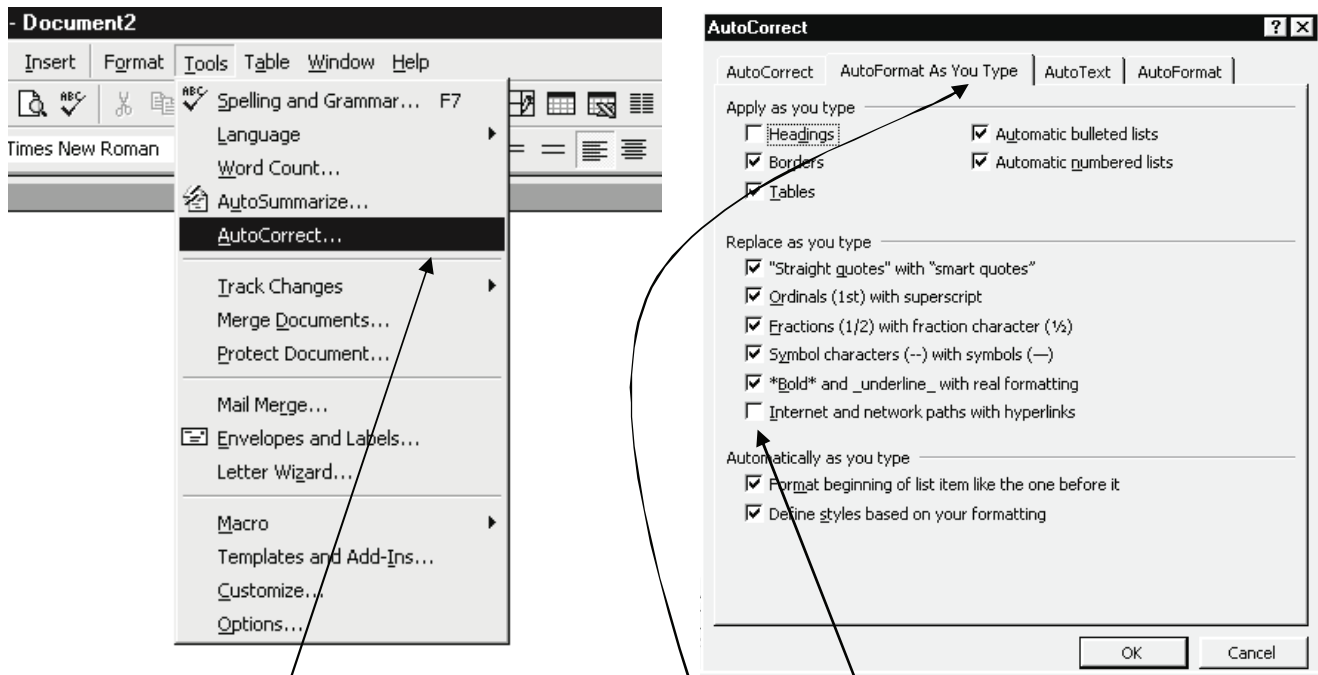 - Document2
Insert Format Tools Table Window Help
Times New Roman
Spelling and Grammar... F7
Language
Word Count...
AutoSummarize...
AutoCorrect...
Track Changes
Merge Documents...
Protect Document...
Mail Merge...
Envelopes and Labels...
Letter Wizard...
Macro
Templates and Add-Ins...
Customize...
Options...
AutoCorrect
AutoCorrect AutoFormat As You Type AutoText AutoFormat
Apply as you type
Headings Automatic bulleted lists
Borders Automatic numbered lists
Tables
Replace as you type
"Straight quotes" with “smart quotes”
Ordinals (1st) with superscript
Fractions (1/2) with fraction character (½)
Symbol characters (--) with symbols (—)
*Bold* and _underline_ with real formatting
Internet and network paths with hyperlinks
Automatically as you type
Format beginning of list item like the one before it
Define styles based on your formatting
OK Cancel